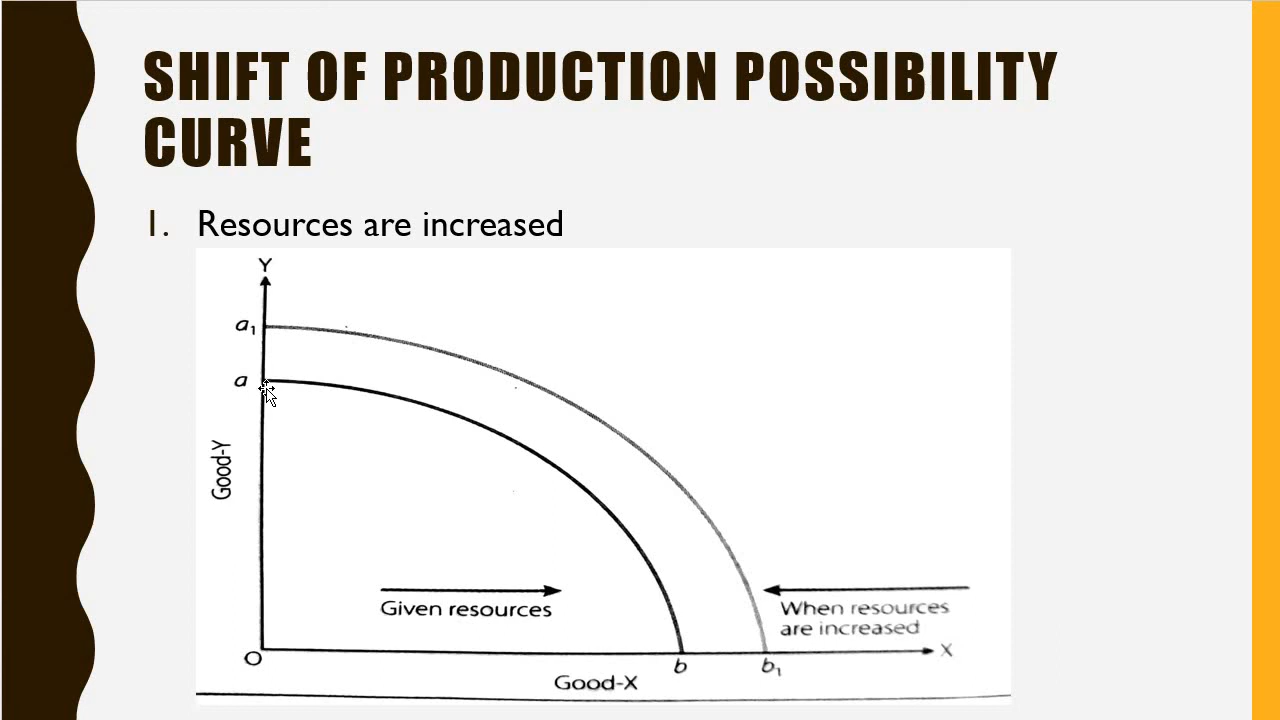 SHIFT OF PRODUCTION POSSIBILITY
CURVE
1. Resources are increased
Y
a₁
a
Good-Y
Given resources
When resources
are increased
O
b
b₁
X
Good-X